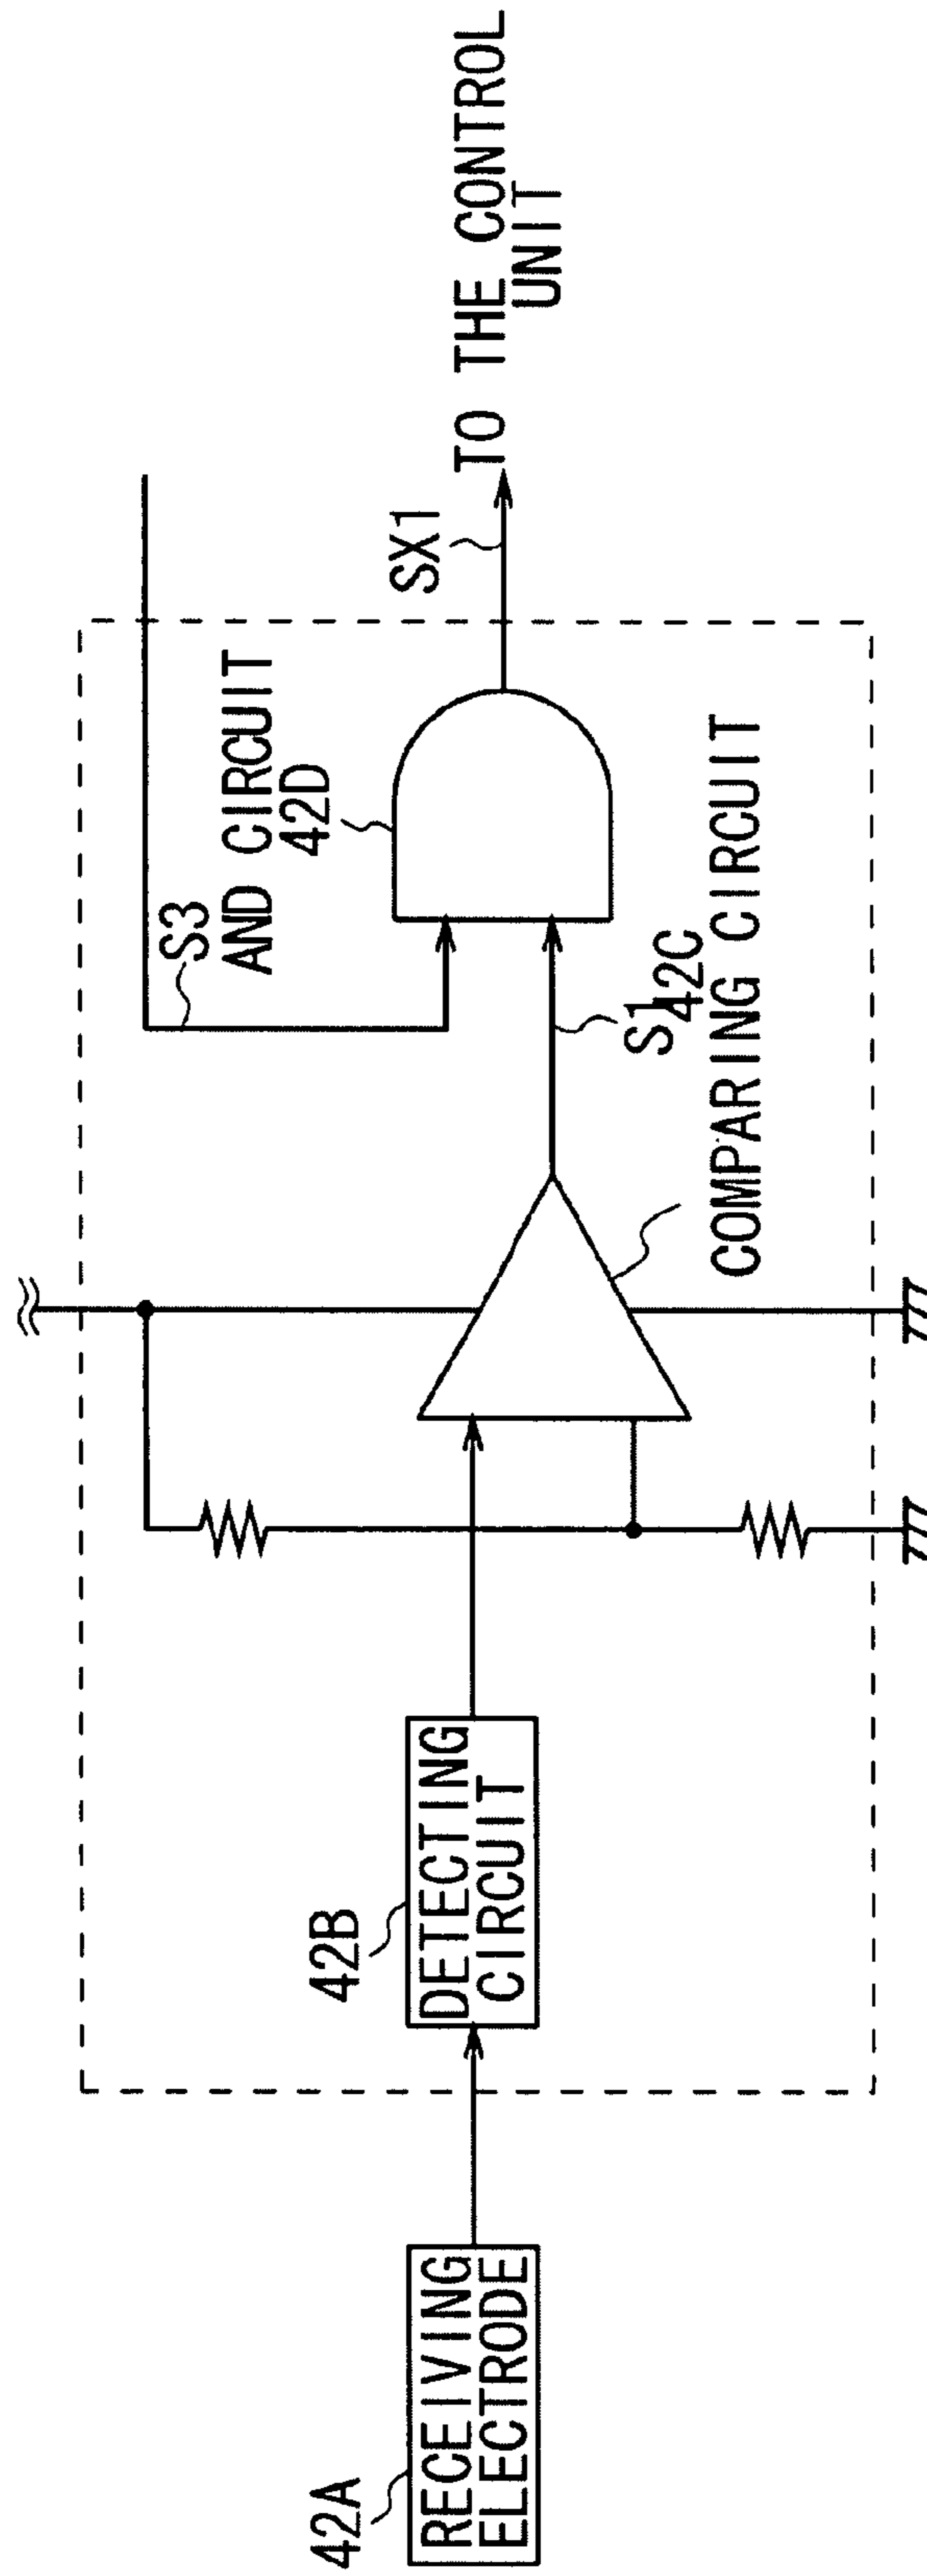 42A
RECEIVING
ELECTRODE
42B
DETECTING
CIRCUIT
S3
AND CIRCUIT
42D
S1
42C
COMPARING CIRCUIT
SX1
TO THE CONTROL
UNIT